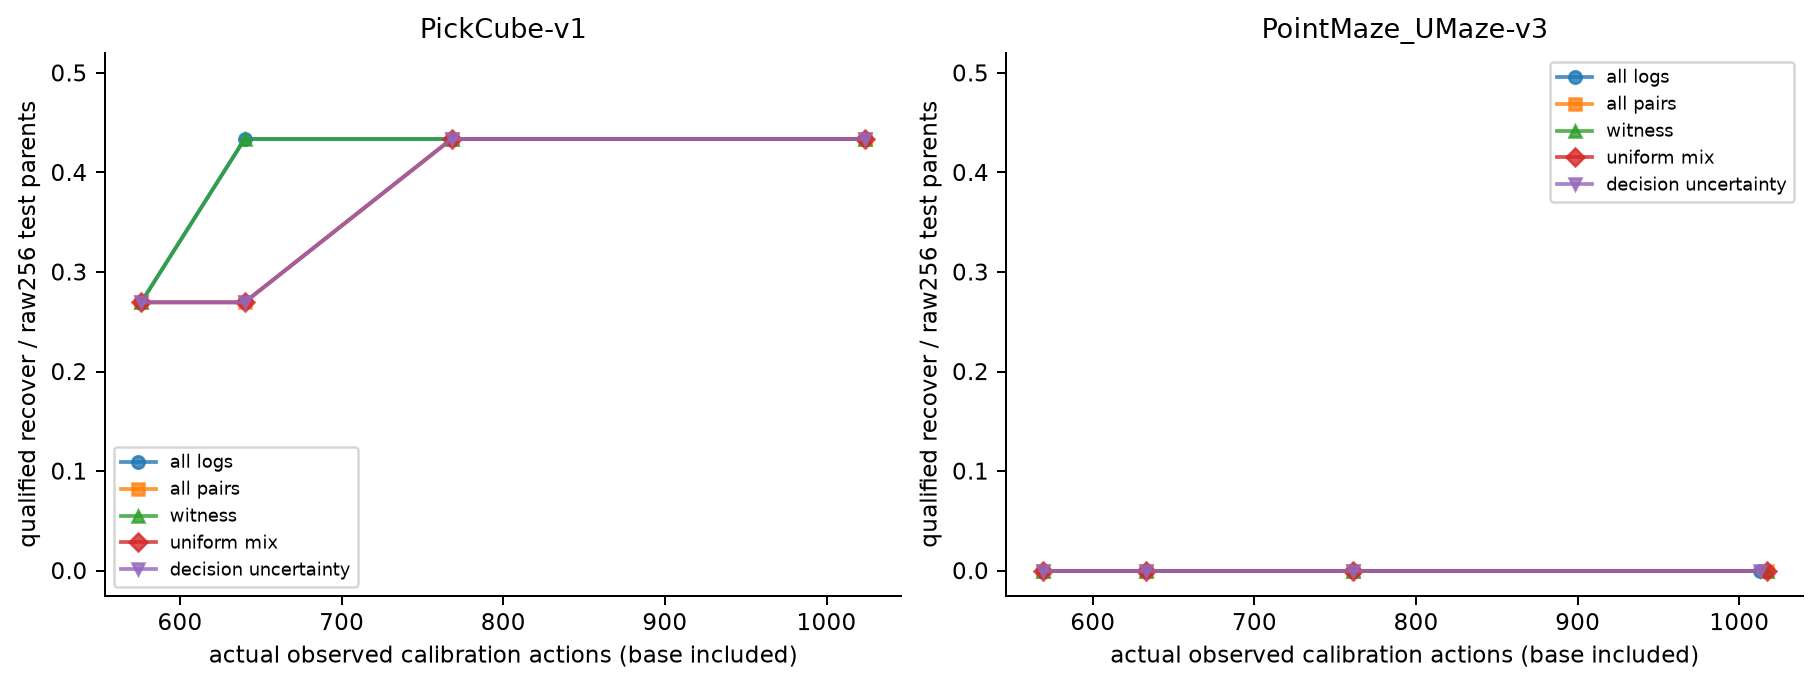 PickCube-v1
qualified recover / raw256 test parents
0.5
0.4
0.3
0.2
0.1
0.0
all logs
all pairs
witness
uniform mix
decision uncertainty
600
700
800
900
1000
actual observed calibration actions (base included)
PointMaze_UMaze-v3
qualified recover / raw256 test parents
0.5
0.4
0.3
0.2
0.1
0.0
all logs
all pairs
witness
uniform mix
decision uncertainty
600
700
800
900
1000
actual observed calibration actions (base included)